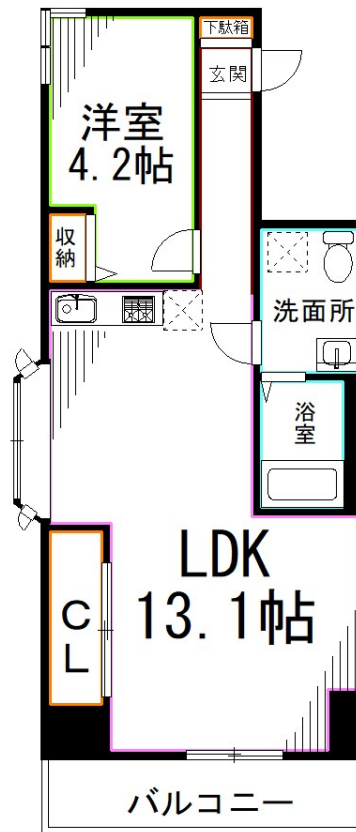 下駄箱
玄関
洋室
4.2帖
収納
洗面所
浴室
LDK
13.1帖
CL
バルコニー